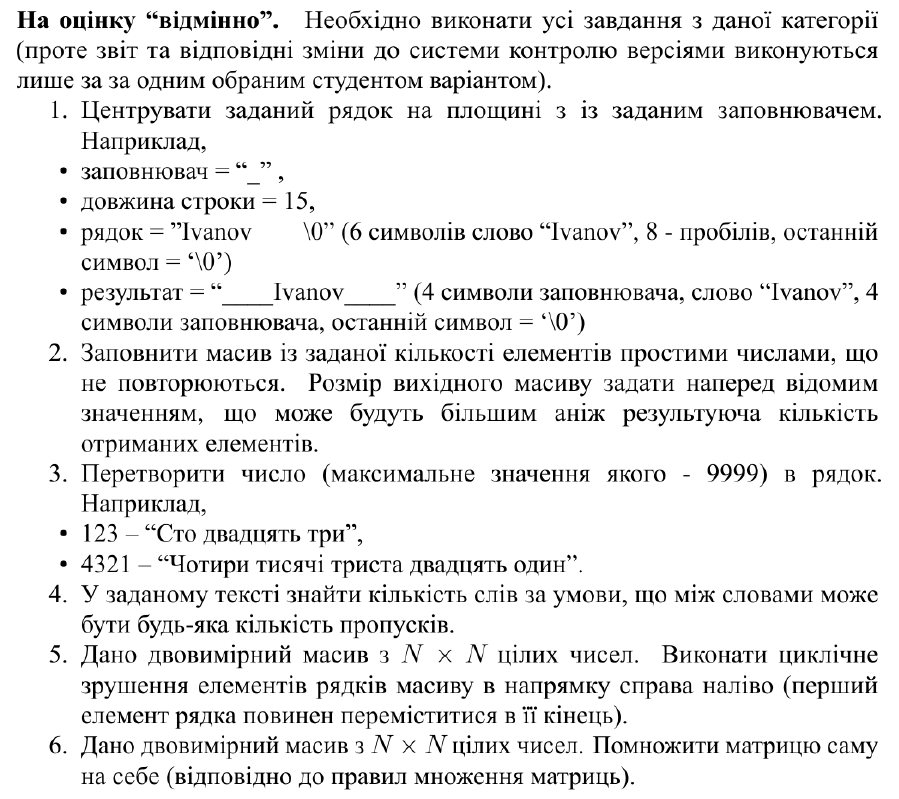 На оцінку “відмінно”. Необхідно виконати усі завдання з даної категорії
(проте звіт та відповідні зміни до системи контролю версіями виконуються
лише за за одним обраним студентом варіантом).
1. Центрувати заданий рядок на площині з із заданим заповнювачем.
Наприклад,
• заповнювач = “_” ,
• довжина строки = 15,
• рядок = ”Ivanov        \0” (6 символів слово “Ivanov”, 8 - пробілів, останній
символ = ‘\0’)
• результат = “____Ivanov____” (4 символи заповнювача, слово “Ivanov”, 4
символи заповнювача, останній символ = ‘\0’)
2. Заповнити масив із заданої кількості елементів простими числами, що
не повторюються. Розмір вихідного масиву задати наперед відомим
значенням, що може будуть більшим аніж результуюча кількість
отриманих елементів.
3. Перетворити число (максимальне значення якого - 9999) в рядок.
Наприклад,
• 123 – “Сто двадцять три”,
• 4321 – “Чотири тисячі триста двадцять один”.
4. У заданому тексті знайти кількість слів за умови, що між словами може
бути будь-яка кількість пропусків.
5. Дано двовимірний масив з N × N цілих чисел. Виконати циклічне
зрушення елементів рядків масиву в напрямку справа наліво (перший
елемент рядка повинен переміститися в її кінець).
6. Дано двовимірний масив з N × N цілих чисел. Помножити матрицю саму
на себе (відповідно до правил множення матриць).